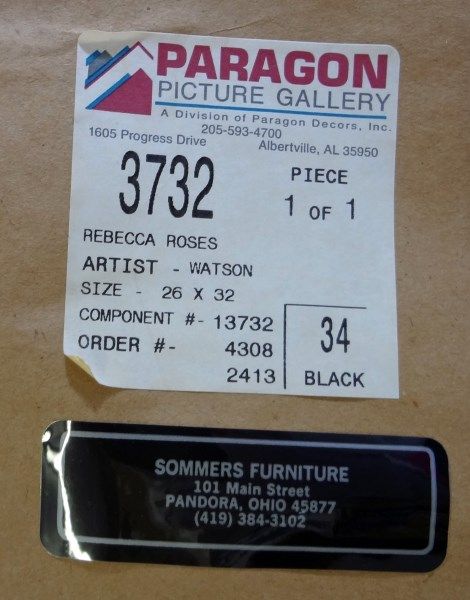 PARAGON
PICTURE GALLERY
A Division of Paragon Decors, Inc.
205-593-4700
1605 Progress Drive Albertville, AL 35950
3732
PIECE
1 OF 1
REBECCA ROSES
ARTIST - WATSON
SIZE - 26 X 32
COMPONENT #- 13732
ORDER #- 4308
2413
34
BLACK
SOMMERS FURNITURE
101 Main Street
PANDORA, OHIO 45877
(419) 384-3102